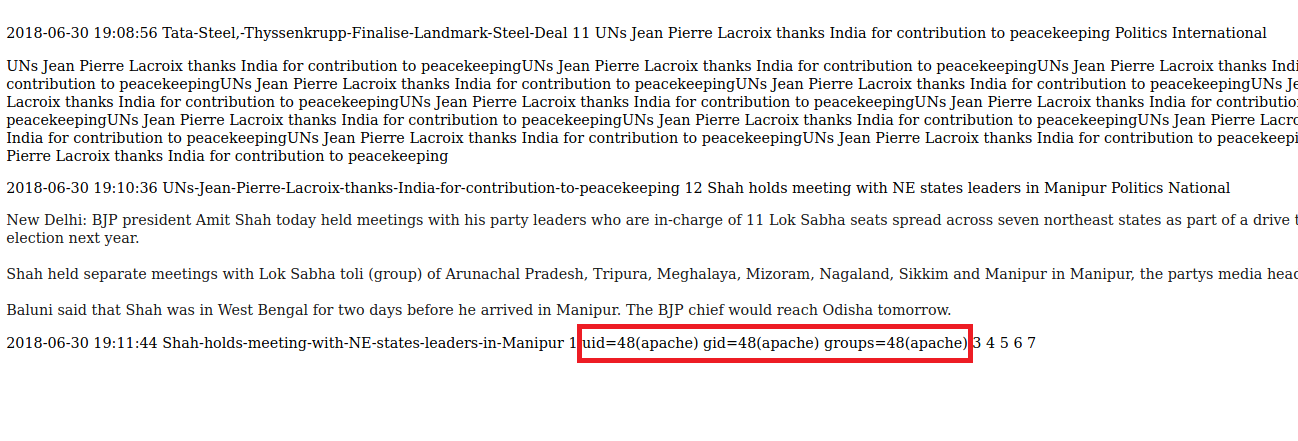 2018-06-30 19:08:56 Tata-Steel,-Thyssenkrupp-Finalise-Landmark-Steel-Deal 11 UNs Jean Pierre Lacroix thanks India for contribution to peacekeeping Politics International
UNs Jean Pierre Lacroix thanks India for contribution to peacekeepingUNs Jean Pierre Lacroix thanks India for contribution to peacekeepingUNs Jean Pierre Lacroix thanks Indi
contribution to peacekeepingUNs Jean Pierre Lacroix thanks India for contribution to peacekeepingUNs Jean Pierre Lacroix thanks India for contribution to peacekeepingUNs Je
Lacroix thanks India for contribution to peacekeepingUNs Jean Pierre Lacroix thanks India for contribution to peacekeepingUNs Jean Pierre Lacroix thanks India for contributio
peacekeepingUNs Jean Pierre Lacroix thanks India for contribution to peacekeepingUNs Jean Pierre Lacroix thanks India for contribution to peacekeepingUNs Jean Pierre Lacro
India for contribution to peacekeepingUNs Jean Pierre Lacroix thanks India for contribution to peacekeepingUNs Jean Pierre Lacroix thanks India for contribution to peacekeepi
Pierre Lacroix thanks India for contribution to peacekeeping
2018-06-30 19:10:36 UNs-Jean-Pierre-Lacroix-thanks-India-for-contribution-to-peacekeeping 12 Shah holds meeting with NE states leaders in Manipur Politics National
New Delhi: BJP president Amit Shah today held meetings with his party leaders who are in-charge of 11 Lok Sabha seats spread across seven northeast states as part of a drive t
election next year.
Shah held separate meetings with Lok Sabha toli (group) of Arunachal Pradesh, Tripura, Meghalaya, Mizoram, Nagaland, Sikkim and Manipur in Manipur, the partys media head
Baluni said that Shah was in West Bengal for two days before he arrived in Manipur. The BJP chief would reach Odisha tomorrow.
2018-06-30 19:11:44 Shah-holds-meeting-with-NE-states-leaders-in-Manipur 1 uid=48(apache) gid=48(apache) groups=48(apache) 3 4 5 6 7